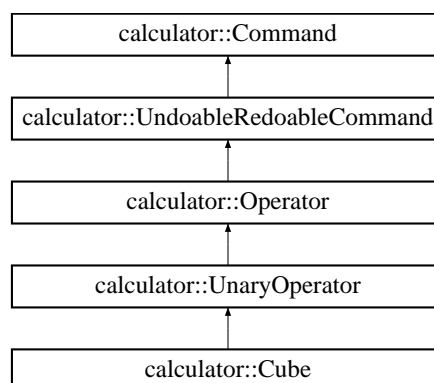 calculator::Command
calculator::UndoableRedoableCommand
calculator::Operator
calculator::UnaryOperator
calculator::Cube